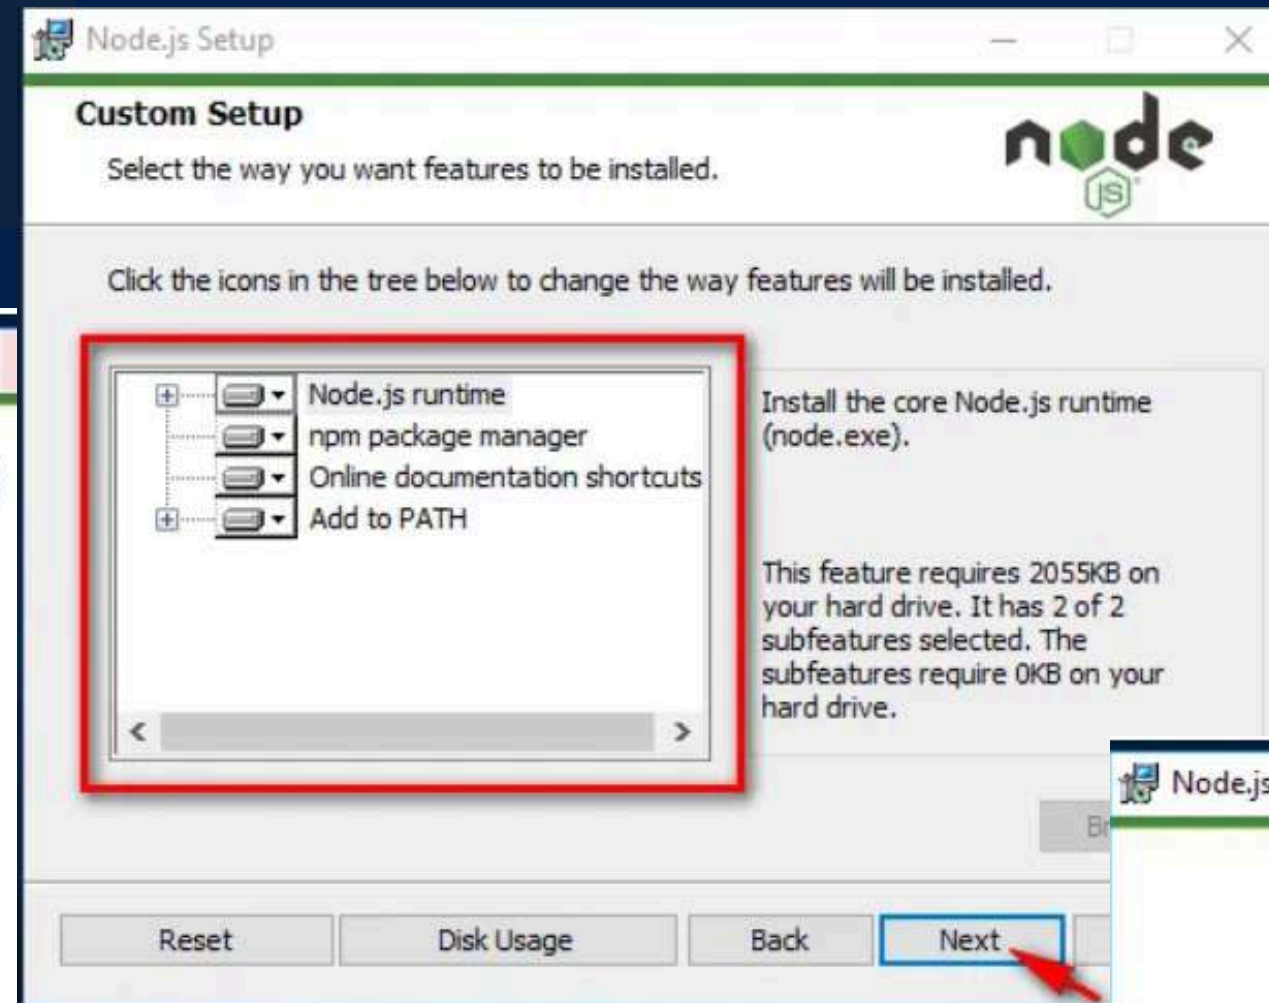 Node.js Setup
Custom Setup
Select the way you want features to be installed.
node
JS
Click the icons in the tree below to change the way features will be installed.
Node.js runtime
npm package manager
Online documentation shortcuts
Add to PATH
Install the core Node.js runtime
(node.exe).
This feature requires 2055KB on
your hard drive. It has 2 of 2
subfeatures selected. The
subfeatures require 0KB on your
hard drive.
Node.js
Reset
Disk Usage
Back
Next